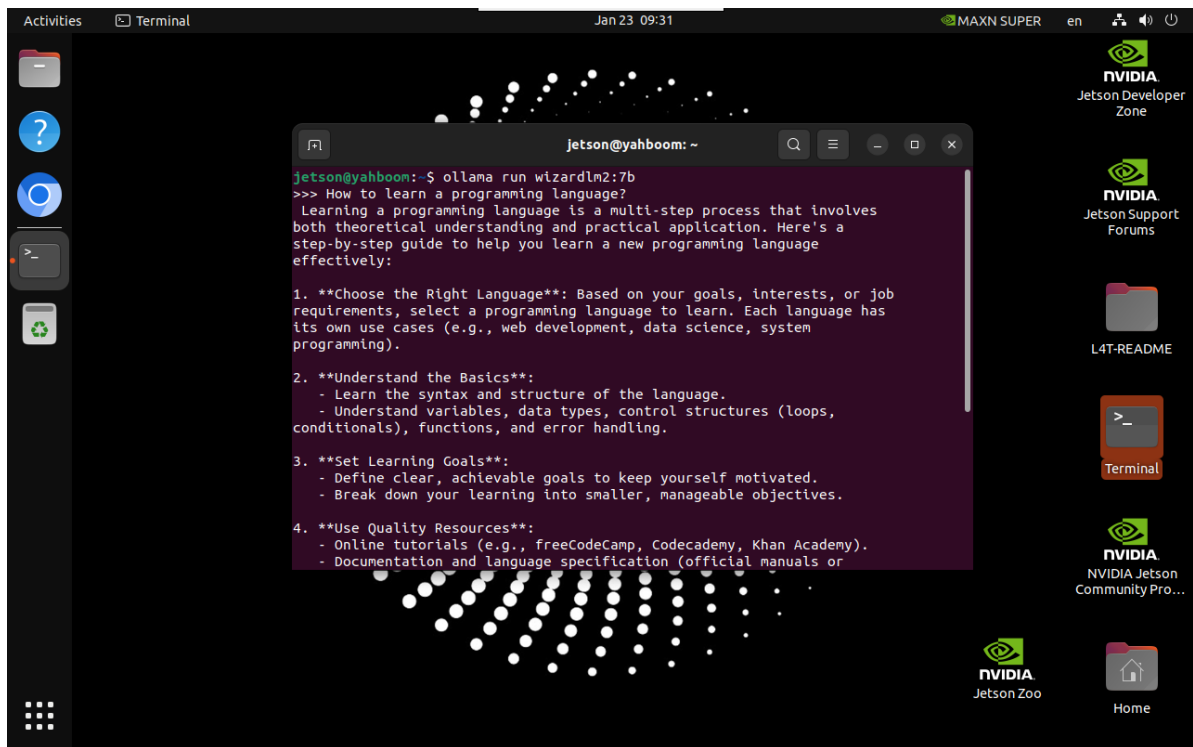 Activities
Terminal
Jan 23 09:31
MAXN SUPER
en
jetson@yahboom: ~
jetson@yahboom:~$ ollama run wizardlm2:7b
>>> How to learn a programming language?
Learning a programming language is a multi-step process that involves
both theoretical understanding and practical application. Here's a
step-by-step guide to help you learn a new programming language
effectively:
1. **Choose the Right Language**: Based on your goals, interests, or job
requirements, select a programming language to learn. Each language has
its own use cases (e.g., web development, data science, system
programming).
2. **Understand the Basics**:
- Learn the syntax and structure of the language.
- Understand variables, data types, control structures (loops,
conditionals), functions, and error handling.
3. **Set Learning Goals**:
- Define clear, achievable goals to keep yourself motivated.
- Break down your learning into smaller, manageable objectives.
4. **Use Quality Resources**:
- Online tutorials (e.g., freeCodeCamp, Codecademy, Khan Academy).
- Documentation and language specification (official manuals or
NVIDIA.
Jetson Developer
Zone
NVIDIA.
Jetson Support
Forums
L4T-README
>_
Terminal
NVIDIA.
NVIDIA Jetson
Community Pro...
NVIDIA.
Jetson Zoo
Home